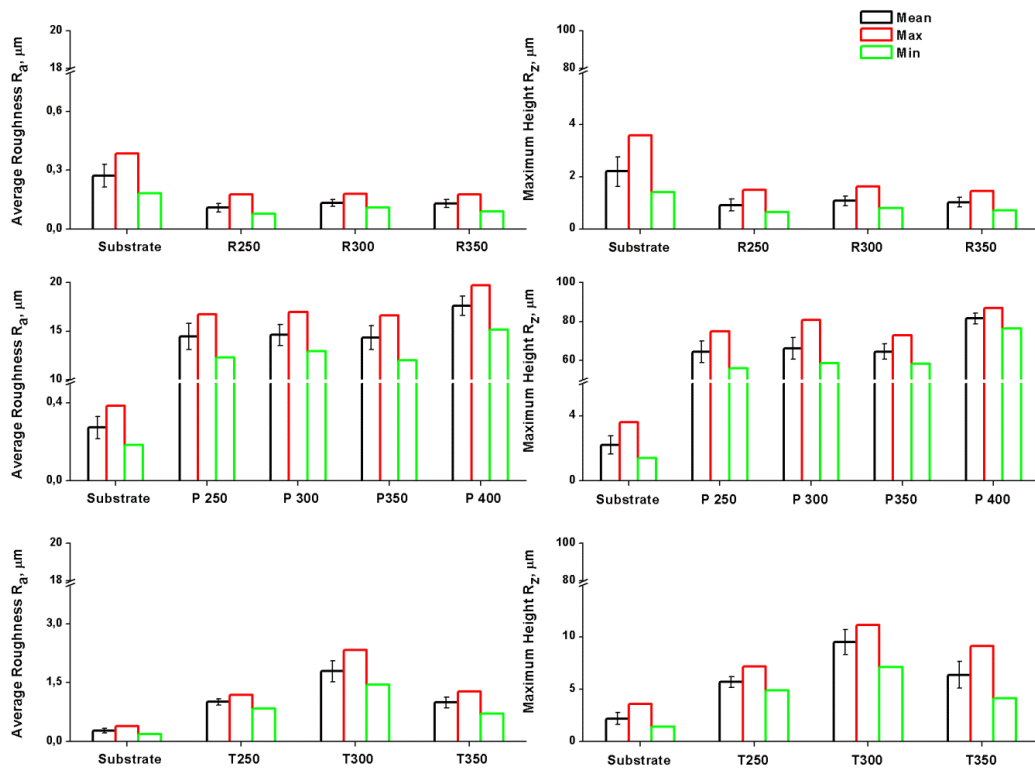 Mean
Max
Min
Average Roughness Ra, μm
20
18
0,6
0,3
0,0
Substrate R250 R300 R350
Maximum Height Rz, μm
100
80
4
2
0
Substrate R250 R300 R350
Average Roughness Ra, μm
20
15
10
0,4
0,0
Substrate P 250 P 300 P350 P 400
Maximum Height Rz, μm
100
80
60
4
0
Substrate P 250 P 300 P350 P 400
Average Roughness Ra, μm
20
18
3,0
1,5
0,0
Substrate T250 T300 T350
Maximum Height Rz, μm
100
80
10
5
0
Substrate T250 T300 T350